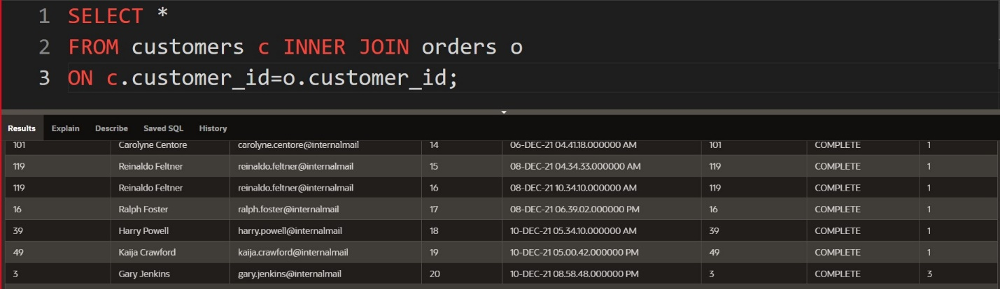 1 SELECT *
2 FROM customers c INNER JOIN orders o
3 ON c.customer_id=o.customer_id;
Results Explain Describe Saved SQL History
101 Carolyne Centore carolyne.centore@internalmail 14 06-DEC-21 04.41.18.000000 AM 101 COMPLETE 1
119 Reinaldo Feltner reinaldo.feltner@internalmail 15 08-DEC-21 04.34.33.000000 AM 119 COMPLETE 1
119 Reinaldo Feltner reinaldo.feltner@internalmail 16 08-DEC-21 10.34.10.000000 AM 119 COMPLETE 1
16 Ralph Foster ralph.foster@internalmail 17 08-DEC-21 06.39.02.000000 PM 16 COMPLETE 1
39 Harry Powell harry.powell@internalmail 18 10-DEC-21 05.34.10.000000 AM 39 COMPLETE 1
49 Kaija Crawford kaija.crawford@internalmail 19 10-DEC-21 05.00.42.000000 PM 49 COMPLETE 1
3 Gary Jenkins gary.jenkins@internalmail 20 10-DEC-21 08.58.48.000000 PM 3 COMPLETE 3